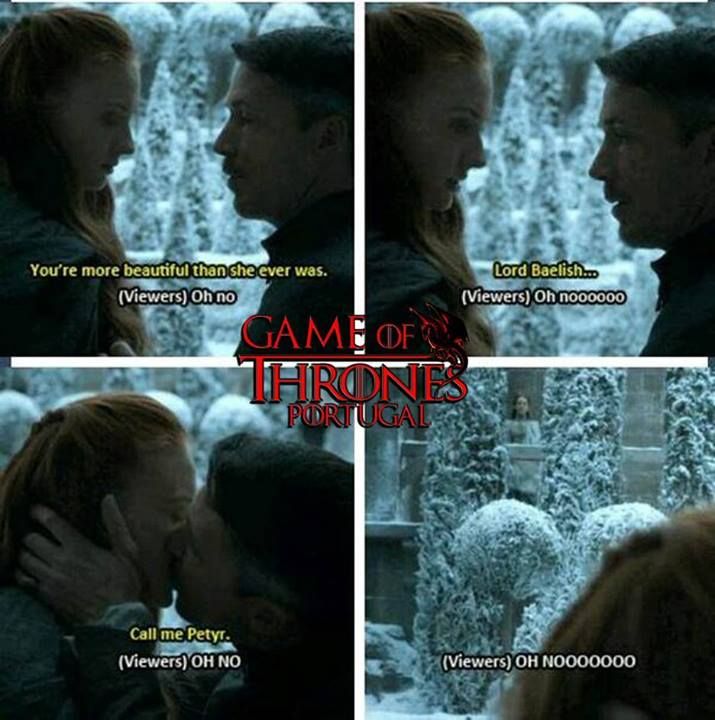 You're more beautiful than she ever was.
(Viewers) Oh no
Lord Baelish...
(Viewers) Oh noooooo
GAME OF
THRONES
PORTUGAL
Call me Petyr.
(Viewers) OH NO
(Viewers) OH NOOOOOOO